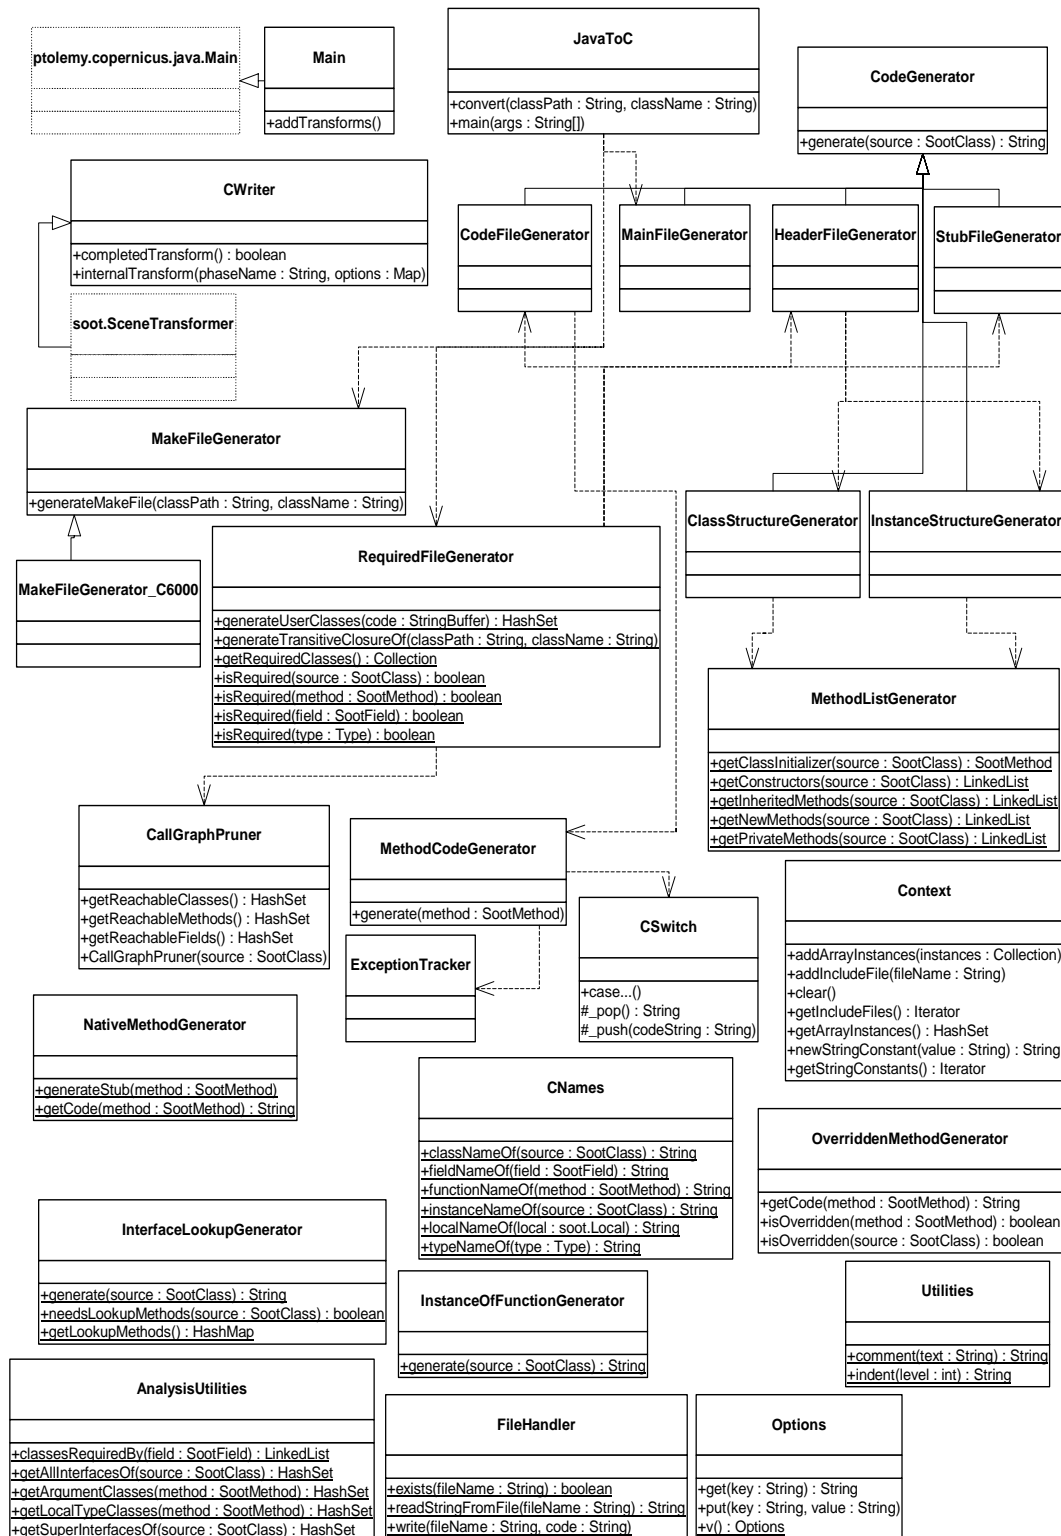 ptolemy.copernicus.java.Main
Main
+addTransforms()
JavaToC
+convert(classPath : String, className : String)
+main(args : String[])
CodeGenerator
+generate(source : SootClass) : String
CWriter
+completedTransform() : boolean
+internalTransform(phaseName : String, options : Map)
CodeFileGenerator
MainFileGenerator
HeaderFileGenerator
StubFileGenerator
soot.SceneTransformer
MakeFileGenerator
+generateMakeFile(classPath : String, className : String)
ClassStructureGenerator
InstanceStructureGenerator
RequiredFileGenerator
+generateUserClasses(code : StringBuffer) : HashSet
+generateTransitiveClosureOf(classPath : String, className : String)
+getRequiredClasses() : Collection
+isRequired(source : SootClass) : boolean
+isRequired(method : SootMethod) : boolean
+isRequired(field : SootField) : boolean
+isRequired(type : Type) : boolean
MakeFileGenerator_C6000
MethodListGenerator
+getClassInitializer(source : SootClass) : SootMethod
+getConstructors(source : SootClass) : LinkedList
+getInheritedMethods(source : SootClass) : LinkedList
+getNewMethods(source : SootClass) : LinkedList
+getPrivateMethods(source : SootClass) : LinkedList
CallGraphPruner
+getReachableClasses() : HashSet
+getReachableMethods() : HashSet
+getReachableFields() : HashSet
+CallGraphPruner(source : SootClass)
MethodCodeGenerator
+generate(method : SootMethod)
CSwitch
+case...()
#_pop() : String
#_push(codeString : String)
Context
+addArrayInstances(instances : Collection)
+addIncludeFile(fileName : String)
+clear()
+getIncludeFiles() : Iterator
+getArrayInstances() : HashSet
+newStringConstant(value : String) : String
+getStringConstants() : Iterator
ExceptionTracker
NativeMethodGenerator
+generateStub(method : SootMethod)
+getCode(method : SootMethod) : String
CNames
+classNameOf(source : SootClass) : String
+fieldNameOf(field : SootField) : String
+functionNameOf(method : SootMethod) : String
+instanceNameOf(source : SootClass) : String
+localNameOf(local : soot.Local) : String
+typeNameOf(type : Type) : String
OverriddenMethodGenerator
+getCode(method : SootMethod) : String
+isOverridden(method : SootMethod) : boolean
+isOverridden(source : SootClass) : boolean
InterfaceLookupGenerator
+generate(source : SootClass) : String
+needsLookupMethods(source : SootClass) : boolean
+getLookupMethods() : HashMap
InstanceOfFunctionGenerator
+generate(source : SootClass) : String
Utilities
+comment(text : String) : String
+indent(level : int) : String
AnalysisUtilities
+classesRequiredBy(field : SootField) : LinkedList
+getAllInterfacesOf(source : SootClass) : HashSet
+getArgumentClasses(method : SootMethod) : HashSet
+getLocalTypeClasses(method : SootMethod) : HashSet
+getSuperInterfacesOf(source : SootClass) : HashSet
FileHandler
+exists(fileName : String) : boolean
+readStringFromFile(fileName : String) : String
+write(fileName : String, code : String)
Options
+get(key : String) : String
+put(key : String, value : String)
+v() : Options